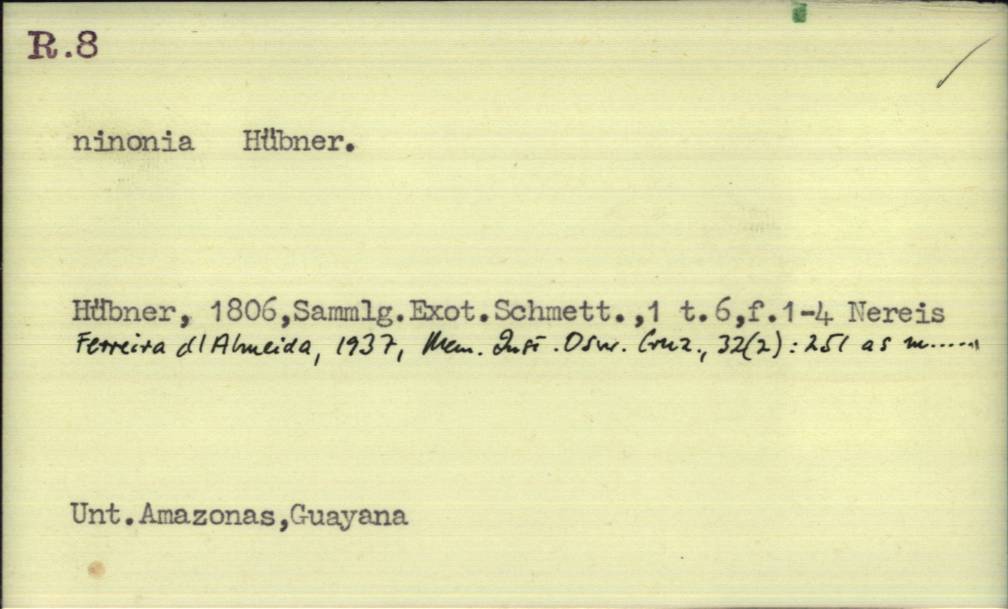 R.8
ninonia Hübner.
Hübner, 1806,Sammlg.Exot.Schmett.,1 t.6,f.1-4 Nereis
Ferreira d'Almeida, 1937, Mem. Inst. Osw. Cruz., 32(2): 251 as
Unt.Amazonas,Guayana